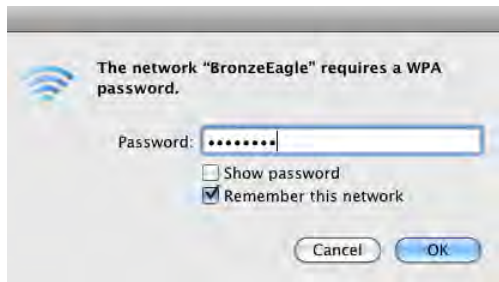 The network “BronzeEagle” requires a WPA
password.
Password: ••••••••
Show password
Remember this network
Cancel OK